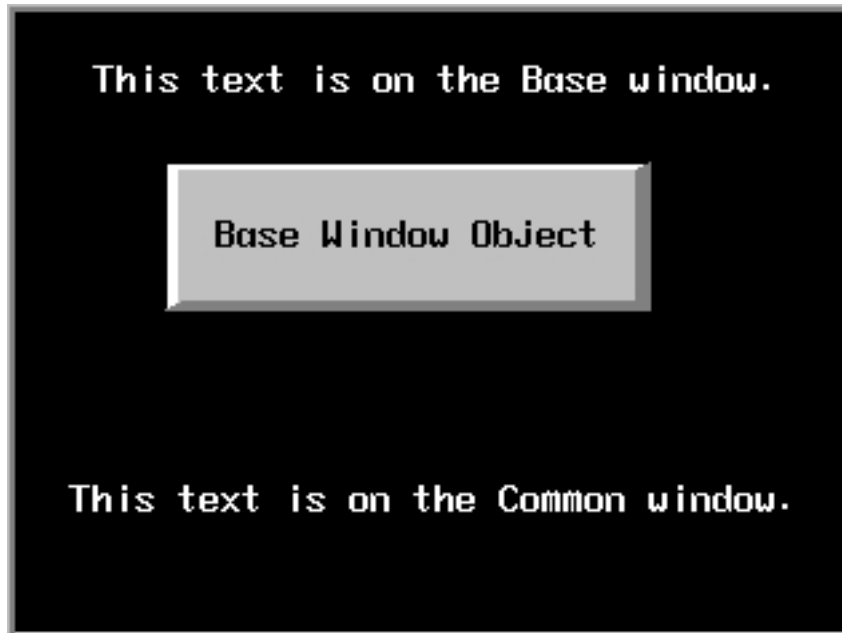 This text is on the Base window.
Base Window Object
This text is on the Common window.